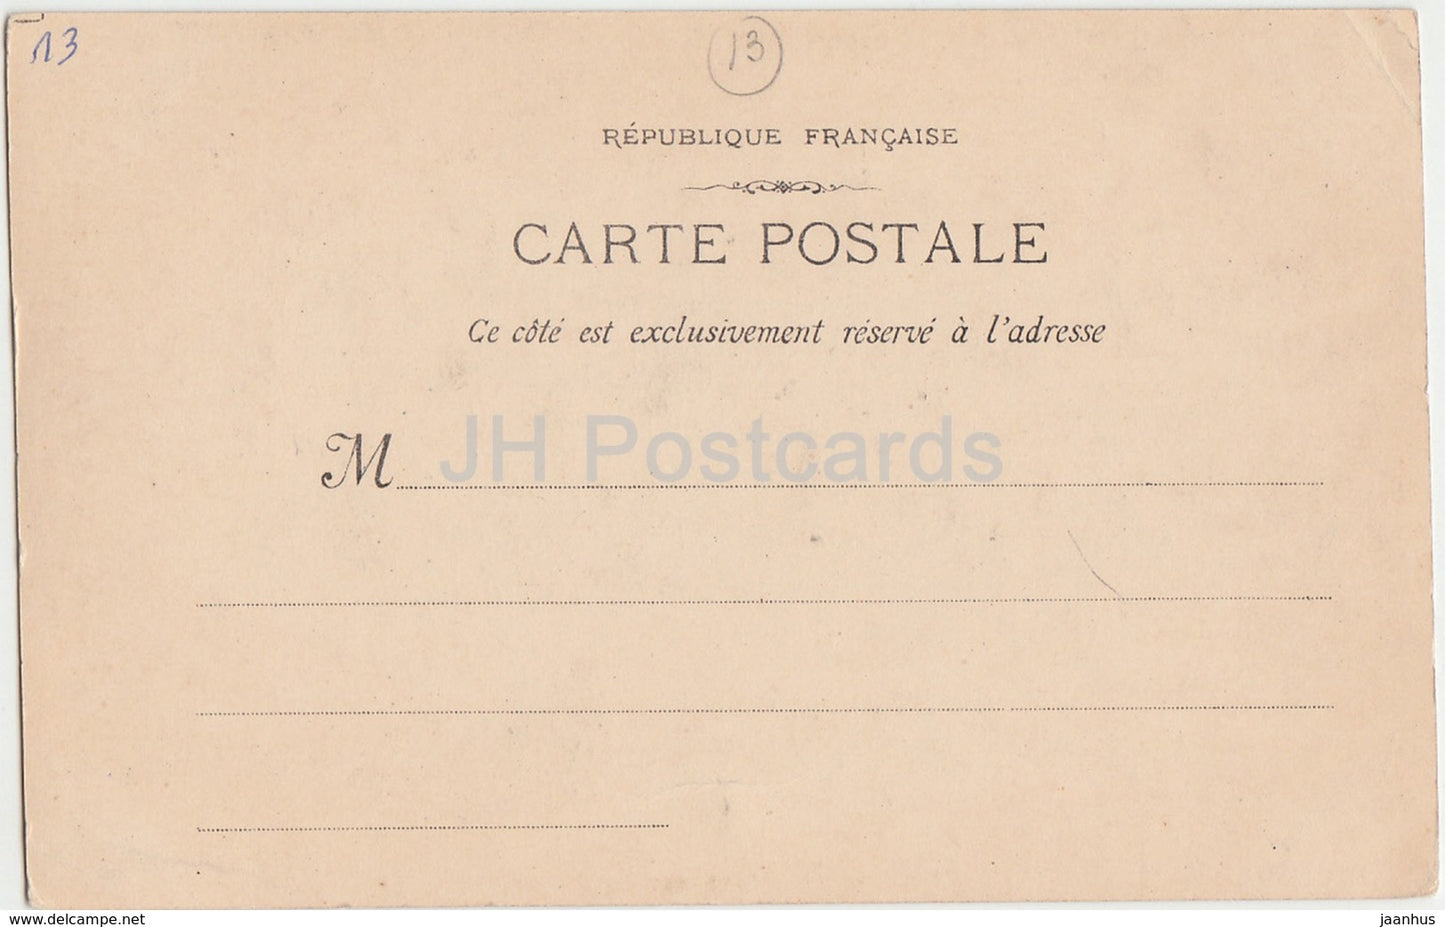 13
13
RÉPUBLIQUE FRANÇAISE
CARTE POSTALE
Ce côté est exclusivement réservé à l'adresse
M
JH Postcards
www.delcampe.net
jaanhus